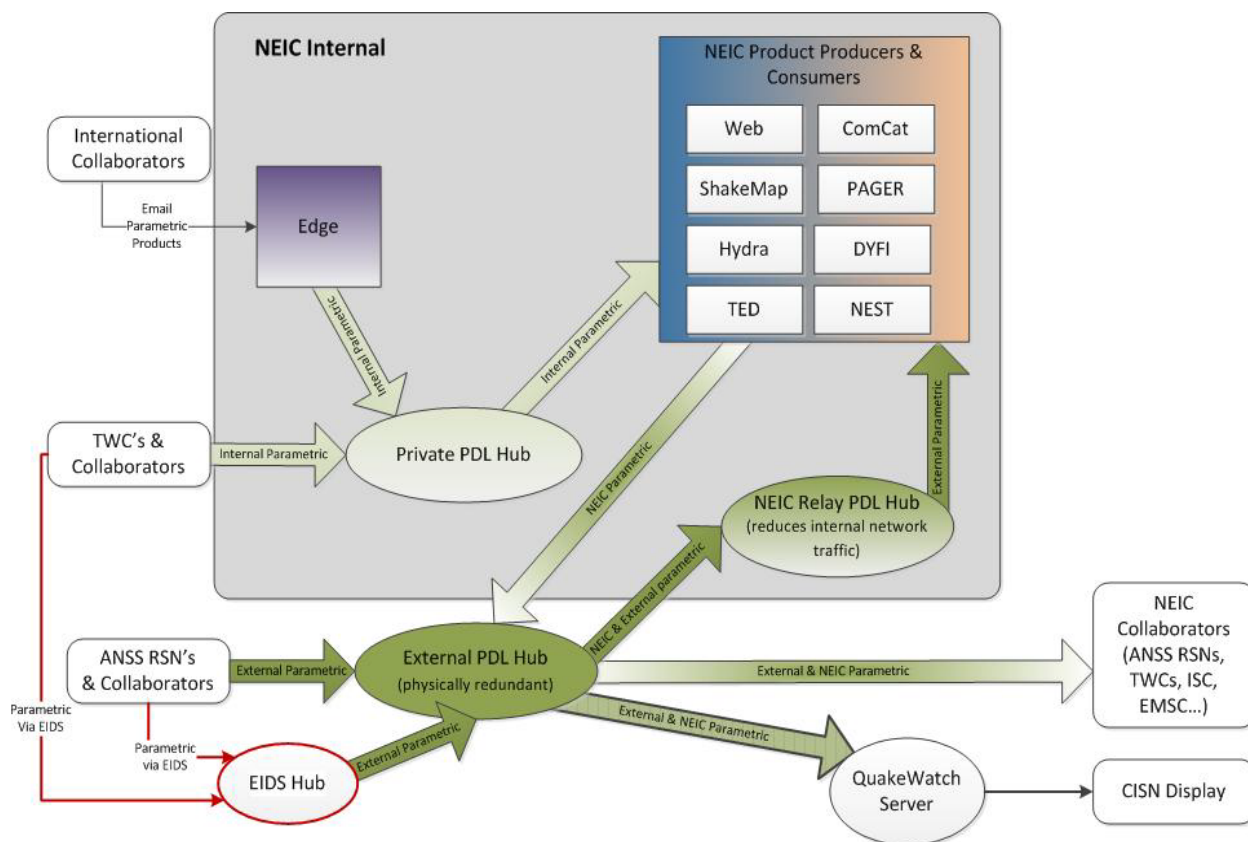 NEIC Internal
NEIC Product Producers &
Consumers
Web
ComCat
ShakeMap
PAGER
Hydra
DYFI
TED
NEST
International
Collaborators
Email
Parametric
Products
Edge
Internal Parametric
Internal Parametric
TWC's &
Collaborators
Internal Parametric
Private PDL Hub
NEIC Parametric
External Parametric
NEIC Relay PDL Hub
(reduces internal network
traffic)
NEIC & External parametric
ANSS RSN's
& Collaborators
External Parametric
External PDL Hub
(physically redundant)
External & NEIC Parametric
NEIC
Collaborators
(ANSS RSNs,
TWCs, ISC,
EMSC...)
External & NEIC Parametric
Parametric
Via EIDS
Parametric
via EIDS
External Parametric
EIDS Hub
QuakeWatch
Server
CISN Display